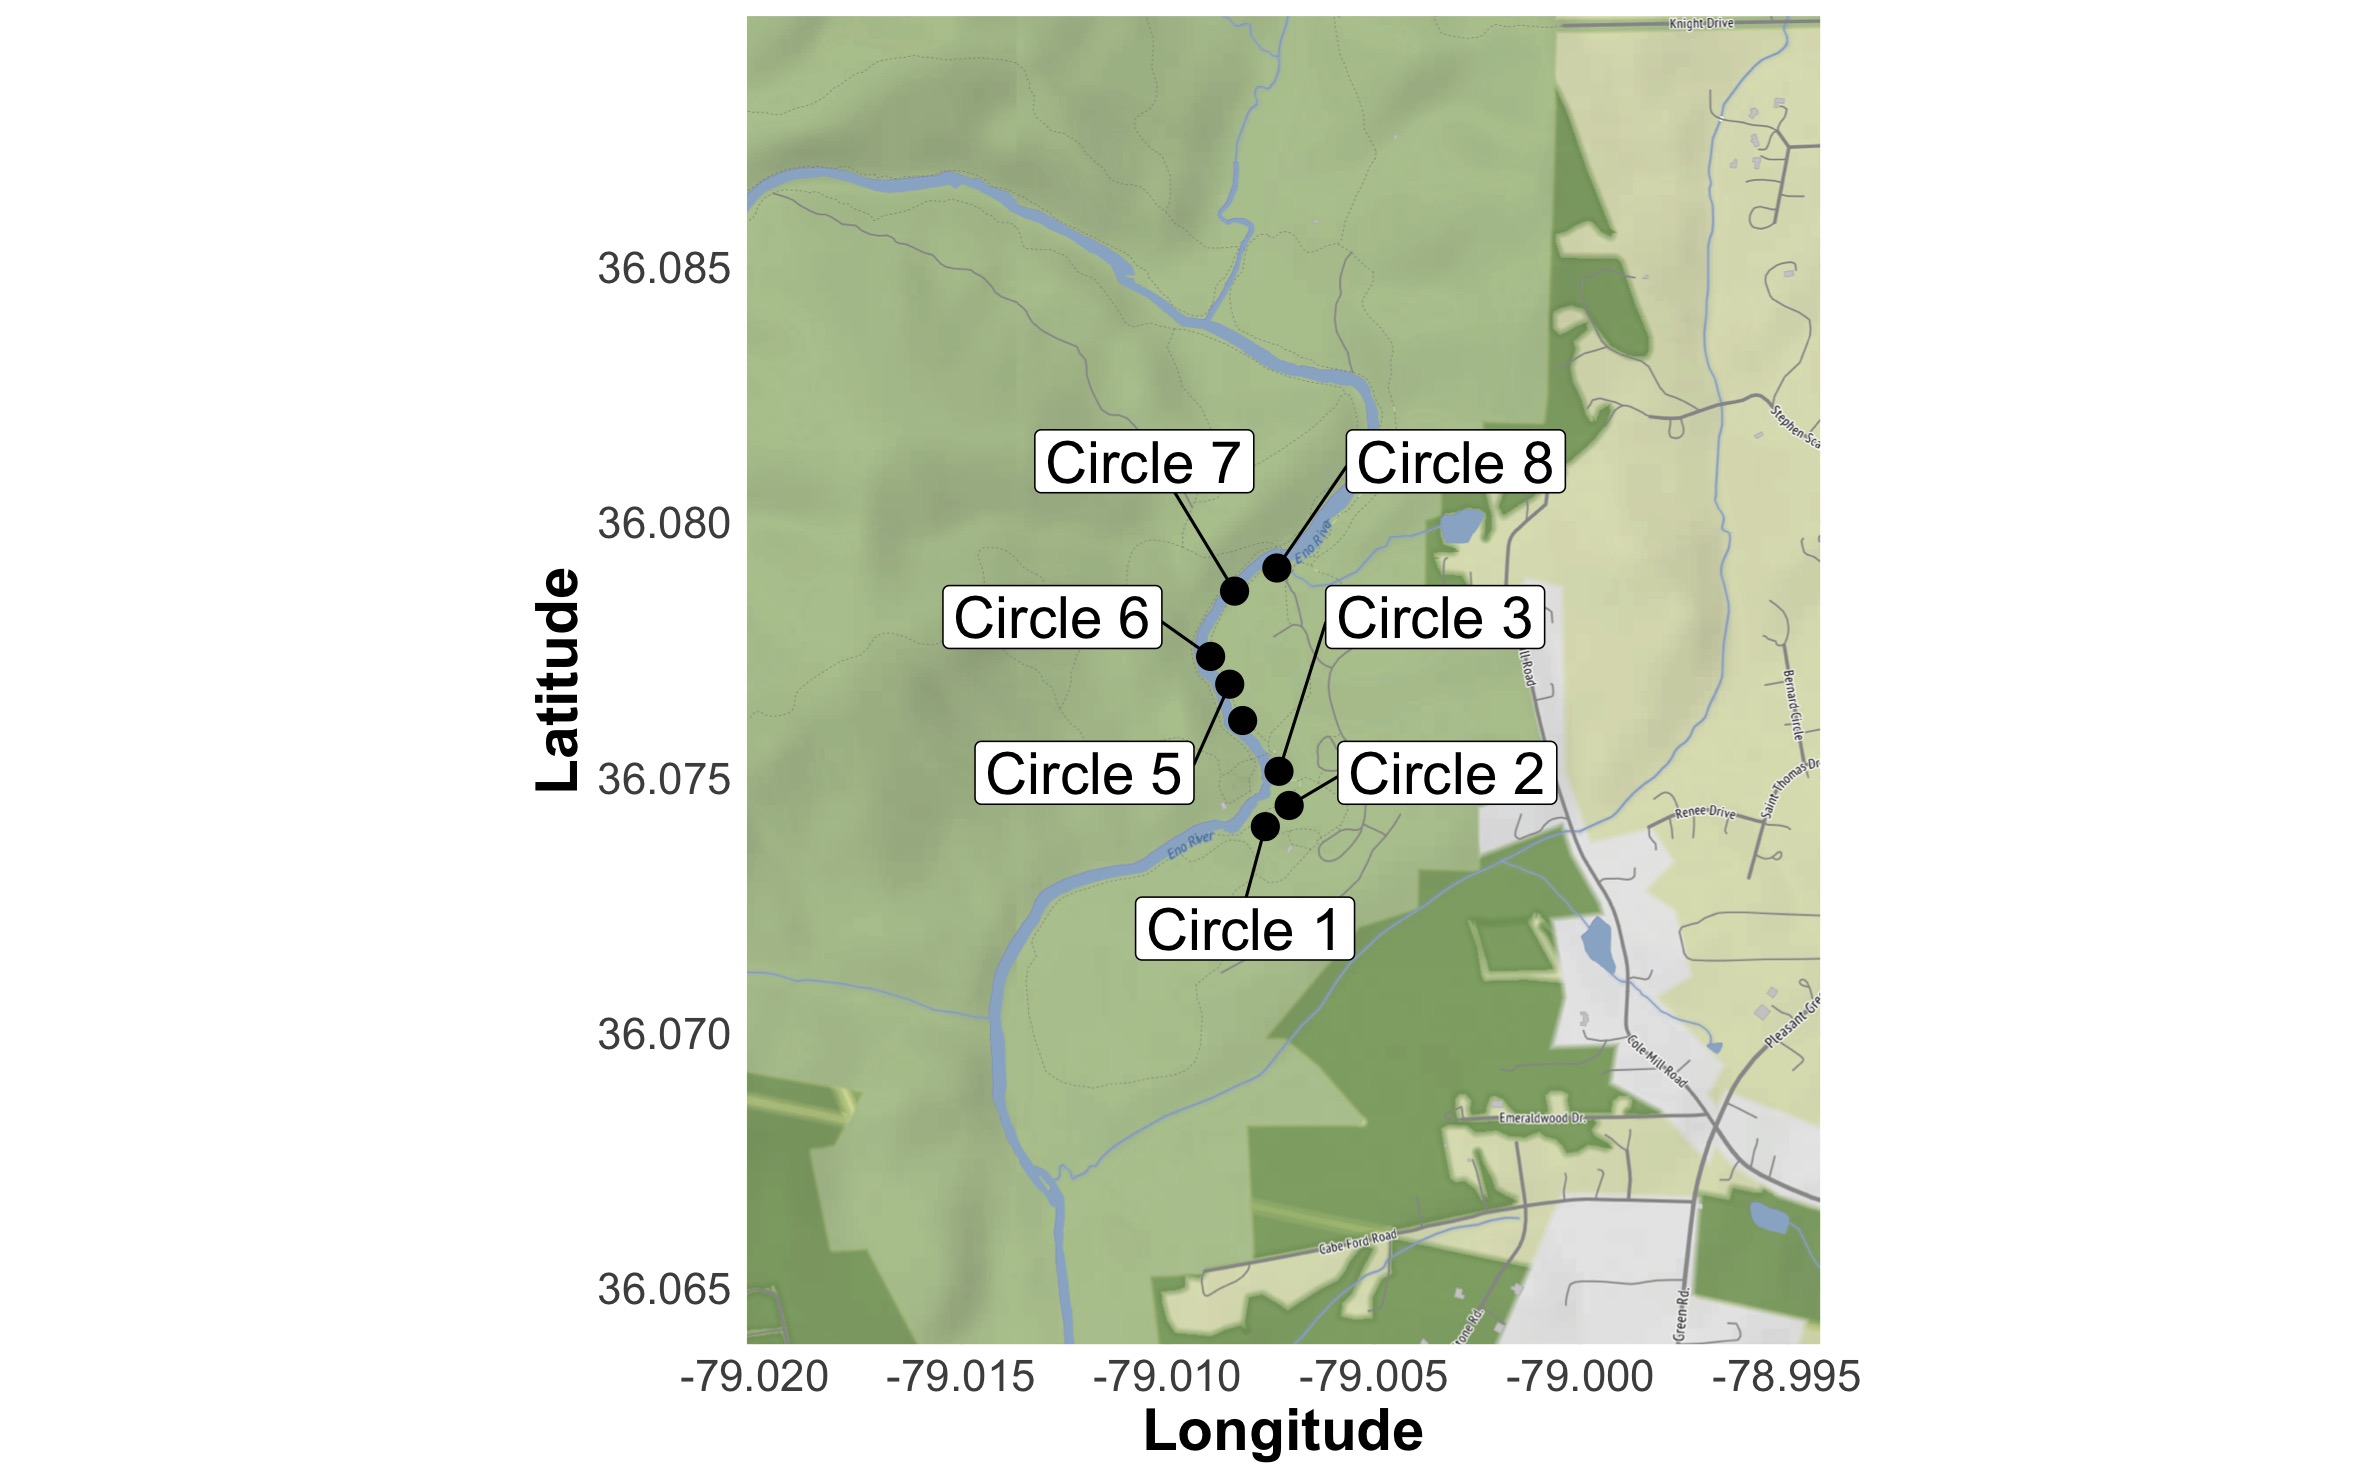 Knight Drive
36.085
Stephen Sca
Circle 7
Circle 8
36.080
Eno River
Circle 6
Circle 3
ll Road
Latitude
Bernard Circle
Circle 5
36.075
Circle 2
Saint Thomas Dr
Renee Drive
Eno River
Circle 1
36.070
Pleasant Gre
Cole Mill Road
Emeraldwood Dr.
Cabe Ford Road
36.065
tone Rd.
Green Rd.
-79.020 -79.015 -79.010 -79.005 -79.000 -78.995
Longitude